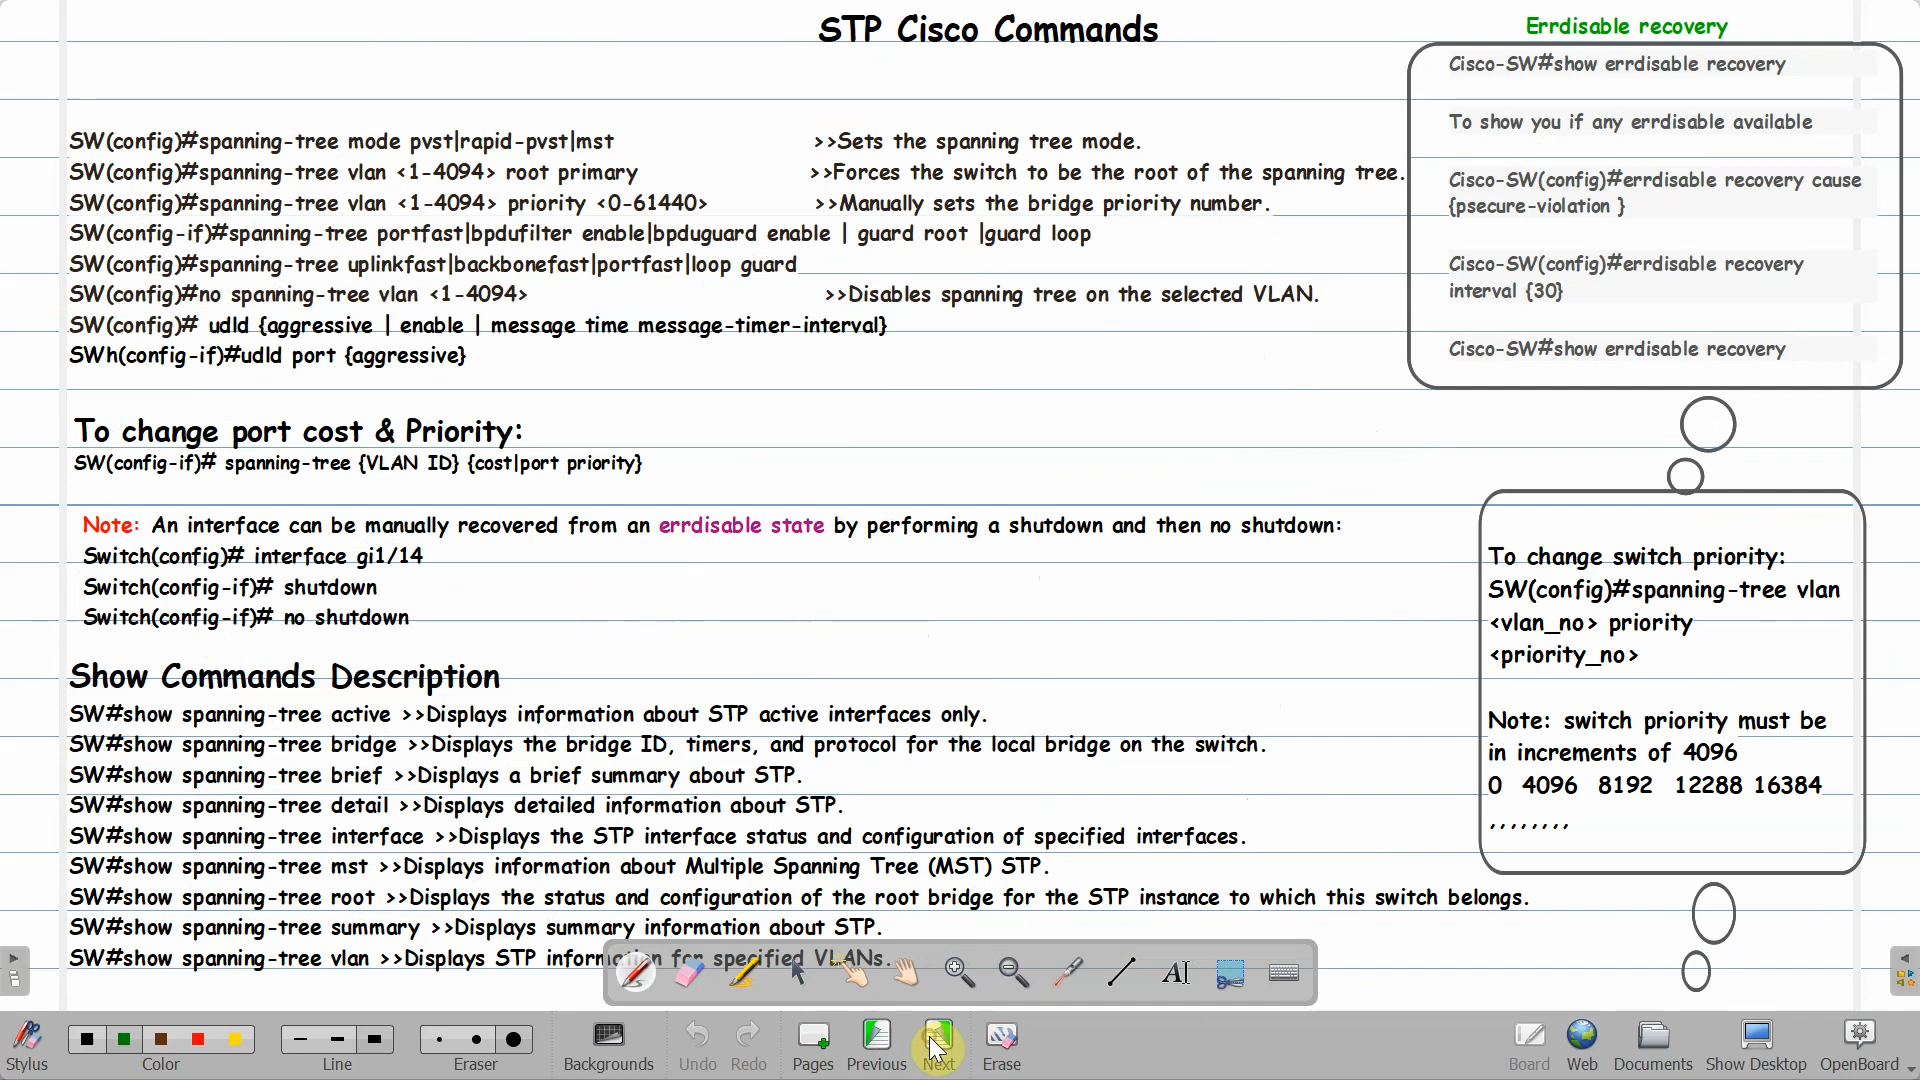 STP Cisco Commands
SW(config)#spanning-tree mode pvst|rapid-pvst|mst >>Sets the spanning tree mode.
SW(config)#spanning-tree vlan <1-4094> root primary >>Forces the switch to be the root of the spanning tree.
SW(config)#spanning-tree vlan <1-4094> priority <0-61440> >>Manually sets the bridge priority number.
SW(config-if)#spanning-tree portfast|bpdufilter enable|bpduguard enable | guard root |guard loop
SW(config)#spanning-tree uplinkfast|backbonefast|portfast|loop guard
SW(config)#no spanning-tree vlan <1-4094> >>Disables spanning tree on the selected VLAN.
SW(config)# udld {aggressive | enable | message time message-timer-interval}
SWh(config-if)#udld port {aggressive}
To change port cost & Priority:
SW(config-if)# spanning-tree {VLAN ID} {cost|port priority}
Note: An interface can be manually recovered from an errdisable state by performing a shutdown and then no shutdown:
Switch(config)# interface gi1/14
Switch(config-if)# shutdown
Switch(config-if)# no shutdown
Show Commands Description
SW#show spanning-tree active >>Displays information about STP active interfaces only.
SW#show spanning-tree bridge >>Displays the bridge ID, timers, and protocol for the local bridge on the switch.
SW#show spanning-tree brief >>Displays a brief summary about STP.
SW#show spanning-tree detail >>Displays detailed information about STP.
SW#show spanning-tree interface >>Displays the STP interface status and configuration of specified interfaces.
SW#show spanning-tree mst >>Displays information about Multiple Spanning Tree (MST) STP.
SW#show spanning-tree root >>Displays the status and configuration of the root bridge for the STP instance to which this switch belongs.
SW#show spanning-tree summary >>Displays summary information about STP.
SW#show spanning-tree vlan >>Displays STP information for specified VLANs.
Errdisable recovery
Cisco-SW#show errdisable recovery
To show you if any errdisable available
Cisco-SW(config)#errdisable recovery cause
{psecure-violation }
Cisco-SW(config)#errdisable recovery
interval {30}
Cisco-SW#show errdisable recovery
To change switch priority:
SW(config)#spanning-tree vlan
<vlan_no> priority
<priority_no>
Note: switch priority must be
in increments of 4096
0 4096 8192 12288 16384
,,,,,,,,
Stylus Color Line Eraser Backgrounds Undo Redo Pages Previous Next Erase Board Web Documents Show Desktop OpenBoard